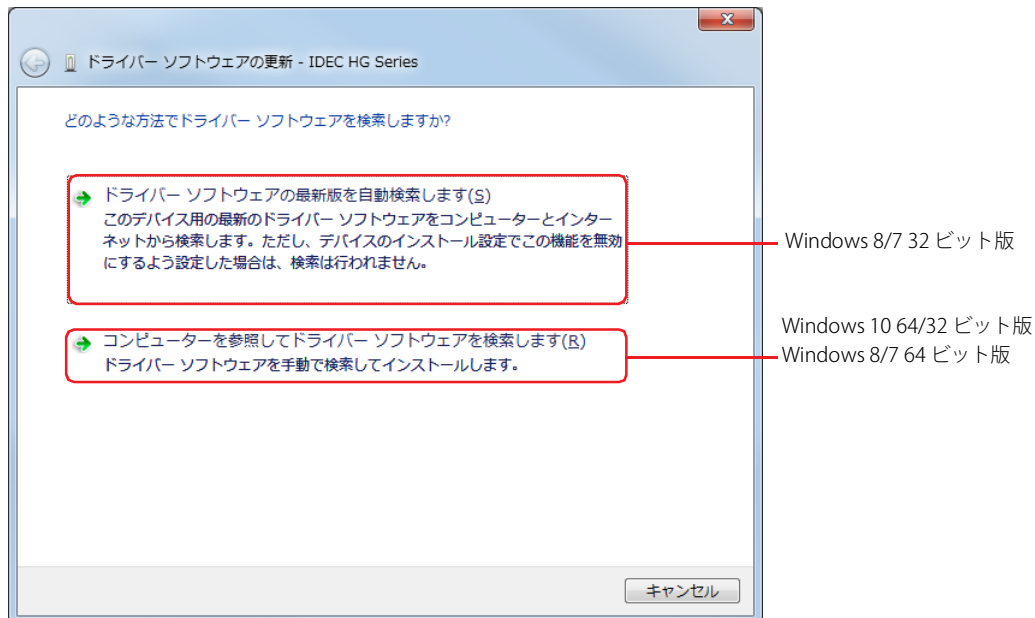 ドライバー ソフトウェアの更新 - IDEC HG Series
どのような方法でドライバー ソフトウェアを検索しますか?
ドライバー ソフトウェアの最新版を自動検索します(S)
このデバイス用の最新のドライバー ソフトウェアをコンピューターとインター
ネットから検索します。ただし、デバイスのインストール設定でこの機能を無効
にするよう設定した場合は、検索は行われません。
Windows 8/7 32 ビット版
コンピューターを参照してドライバー ソフトウェアを検索します(R)
ドライバー ソフトウェアを手動で検索してインストールします。
Windows 10 64/32 ビット版
Windows 8/7 64 ビット版
キャンセル